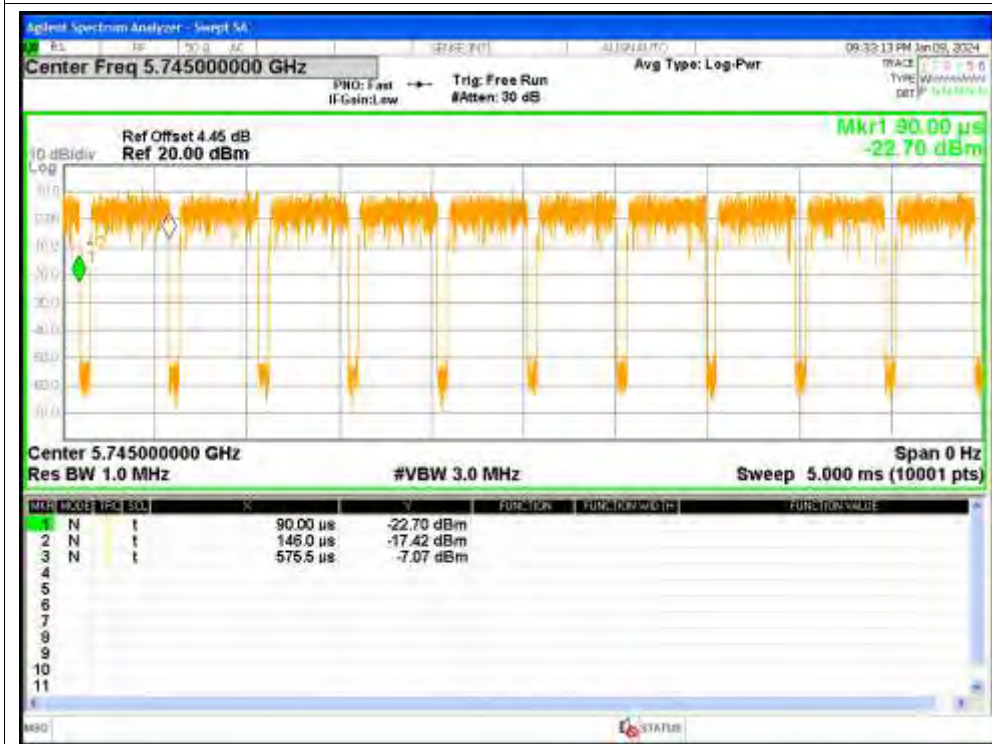 Agilent Spectrum Analyzer - Swept SA
RL RF 50 Ω AC SENSE:INT ALIGN AUTO 09:33:13 PM Jan 09, 2024
Center Freq 5.745000000 GHz
PNO: Fast Trig: Free Run Avg Type: Log-Pwr TRACE
IFGain:Low #Atten: 30 dB TYPE
DET
Mkr1 90.00 µs
-22.70 dBm
Ref Offset 4.45 dB
10 dB/div Ref 20.00 dBm
Log
Center 5.745000000 GHz Span 0 Hz
Res BW 1.0 MHz #VBW 3.0 MHz Sweep 5.000 ms (10001 pts)
MKR MODE TRC SCL X Y FUNCTION FUNCTION WIDTH FUNCTION VALUE
1 N t 90.00 µs -22.70 dBm
2 N t 146.0 µs -17.42 dBm
3 N t 575.5 µs -7.07 dBm
4
5
6
7
8
9
10
11
MSG STATUS